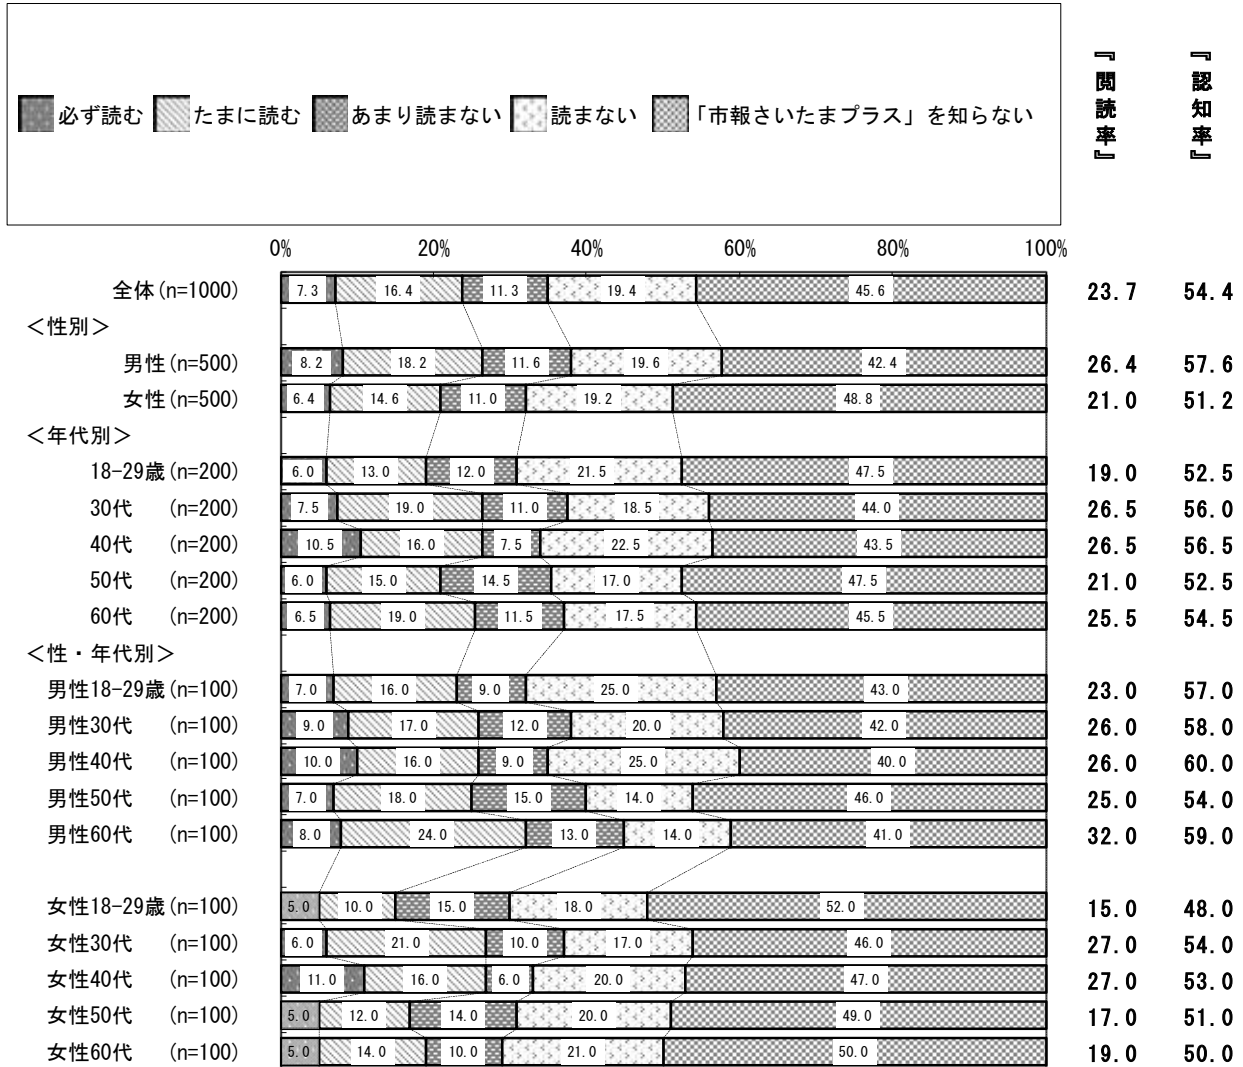 必ず読む たまに読む あまり読まない 読まない 「市報さいたまプラス」を知らない
『閲読率』
『認知率』
0% 20% 40% 60% 80% 100%
全体(n=1000) 7.3 16.4 11.3 19.4 45.6 23.7 54.4
＜性別＞
男性(n=500) 8.2 18.2 11.6 19.6 42.4 26.4 57.6
女性(n=500) 6.4 14.6 11.0 19.2 48.8 21.0 51.2
＜年代別＞
18-29歳(n=200) 6.0 13.0 12.0 21.5 47.5 19.0 52.5
30代 (n=200) 7.5 19.0 11.0 18.5 44.0 26.5 56.0
40代 (n=200) 10.5 16.0 7.5 22.5 43.5 26.5 56.5
50代 (n=200) 6.0 15.0 14.5 17.0 47.5 21.0 52.5
60代 (n=200) 6.5 19.0 11.5 17.5 45.5 25.5 54.5
＜性・年代別＞
男性18-29歳(n=100) 7.0 16.0 9.0 25.0 43.0 23.0 57.0
男性30代 (n=100) 9.0 17.0 12.0 20.0 42.0 26.0 58.0
男性40代 (n=100) 10.0 16.0 9.0 25.0 40.0 26.0 60.0
男性50代 (n=100) 7.0 18.0 15.0 14.0 46.0 25.0 54.0
男性60代 (n=100) 8.0 24.0 13.0 14.0 41.0 32.0 59.0
女性18-29歳(n=100) 5.0 10.0 15.0 18.0 52.0 15.0 48.0
女性30代 (n=100) 6.0 21.0 10.0 17.0 46.0 27.0 54.0
女性40代 (n=100) 11.0 16.0 6.0 20.0 47.0 27.0 53.0
女性50代 (n=100) 5.0 12.0 14.0 20.0 49.0 17.0 51.0
女性60代 (n=100) 5.0 14.0 10.0 21.0 50.0 19.0 50.0